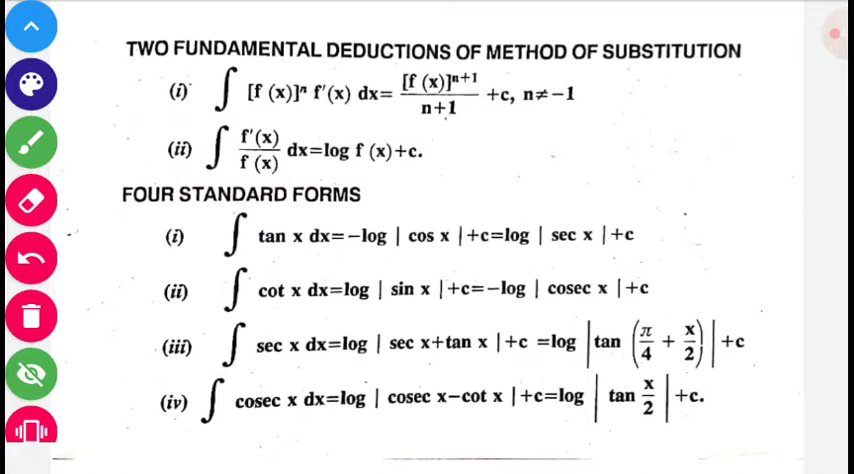 TWO FUNDAMENTAL DEDUCTIONS OF METHOD OF SUBSTITUTION
(i) ∫ [f (x)]ⁿ f'(x) dx= [f (x)]ⁿ⁺¹ / n+1 +c, n≠−1
(ii) ∫ f'(x) / f (x) dx=log f (x)+c.
FOUR STANDARD FORMS
(i) ∫ tan x dx=−log | cos x |+c=log | sec x |+c
(ii) ∫ cot x dx=log | sin x |+c=−log | cosec x |+c
(iii) ∫ sec x dx=log | sec x+tan x |+c =log | tan (π/4 + x/2) | +c
(iv) ∫ cosec x dx=log | cosec x−cot x |+c=log | tan x/2 | +c.